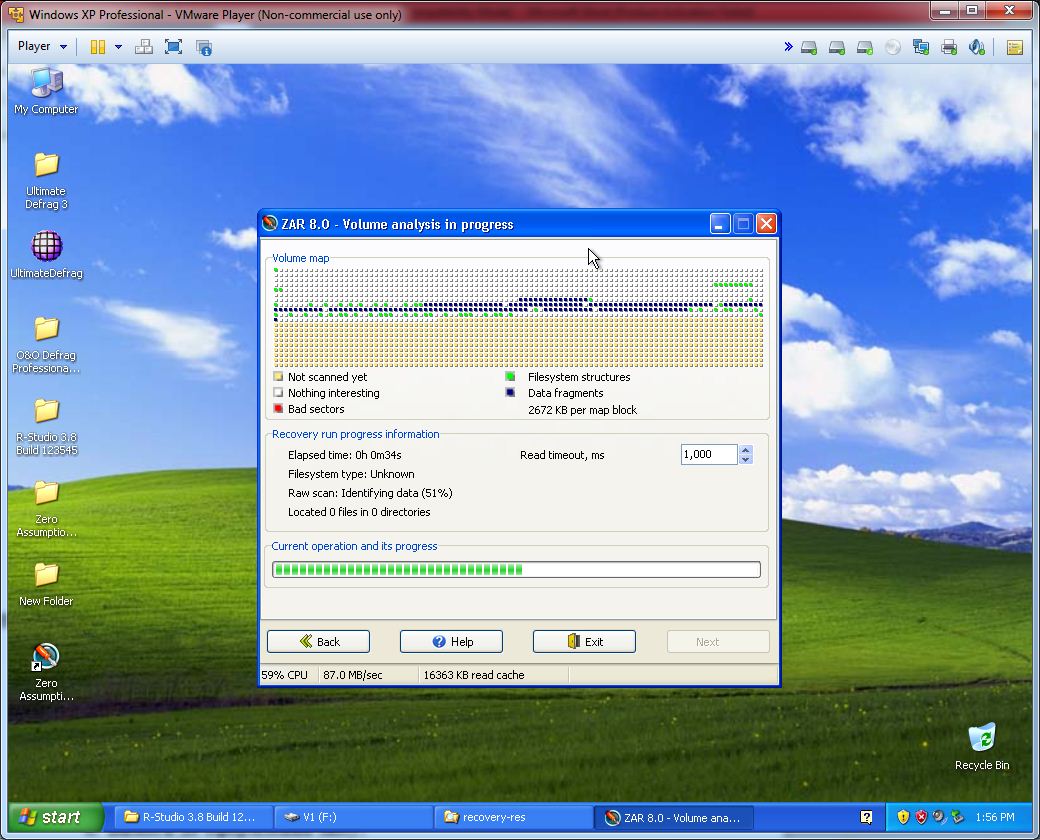 Windows XP Professional - VMware Player (Non-commercial use only)
Player
My Computer
Ultimate
Defrag 3
UltimateDefrag
O&O Defrag
Professiona...
R-Studio 3.8
Build 123545
Zero
Assumptio...
New Folder
Zero
Assumpti...
ZAR 8.0 - Volume analysis in progress
Volume map
Not scanned yet
Filesystem structures
Nothing interesting
Data fragments
Bad sectors
2672 KB per map block
Recovery run progress information
Elapsed time: 0h 0m34s
Read timeout, ms
1,000
Filesystem type: Unknown
Raw scan: Identifying data (51%)
Located 0 files in 0 directories
Current operation and its progress
Back
Help
Exit
Next
59% CPU
87.0 MB/sec
16363 KB read cache
Recycle Bin
start
R-Studio 3.8 Build 12...
V1 (F:)
recovery-res
ZAR 8.0 - Volume ana...
1:56 PM